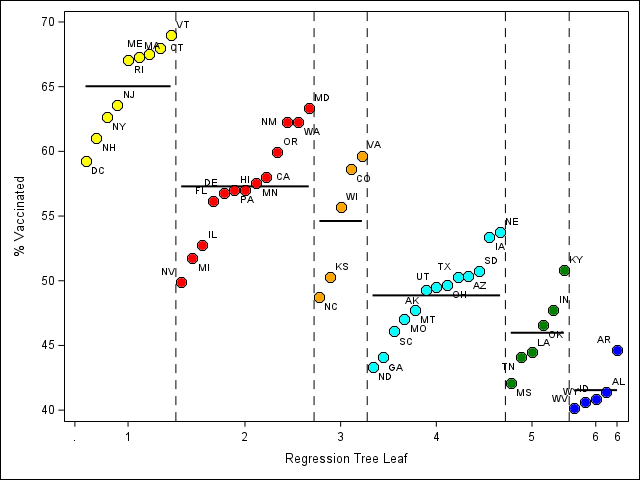 70
65
60
55
50
45
40
% Vaccinated
VT
ME MA
CT
RI
NJ
NY
NH
DC
MD
NM
WA
OR
HI
CA
DE
MN
FL
PA
IL
MI
NV
VA
CO
WI
KS
NC
NE
IA
SD
TX
UT
AZ
OH
AK
MT
MO
SC
GA
ND
KY
IN
OK
LA
TN
MS
AR
AL
ID
WY
WV
. 1 2 3 4 5 6 6
Regression Tree Leaf